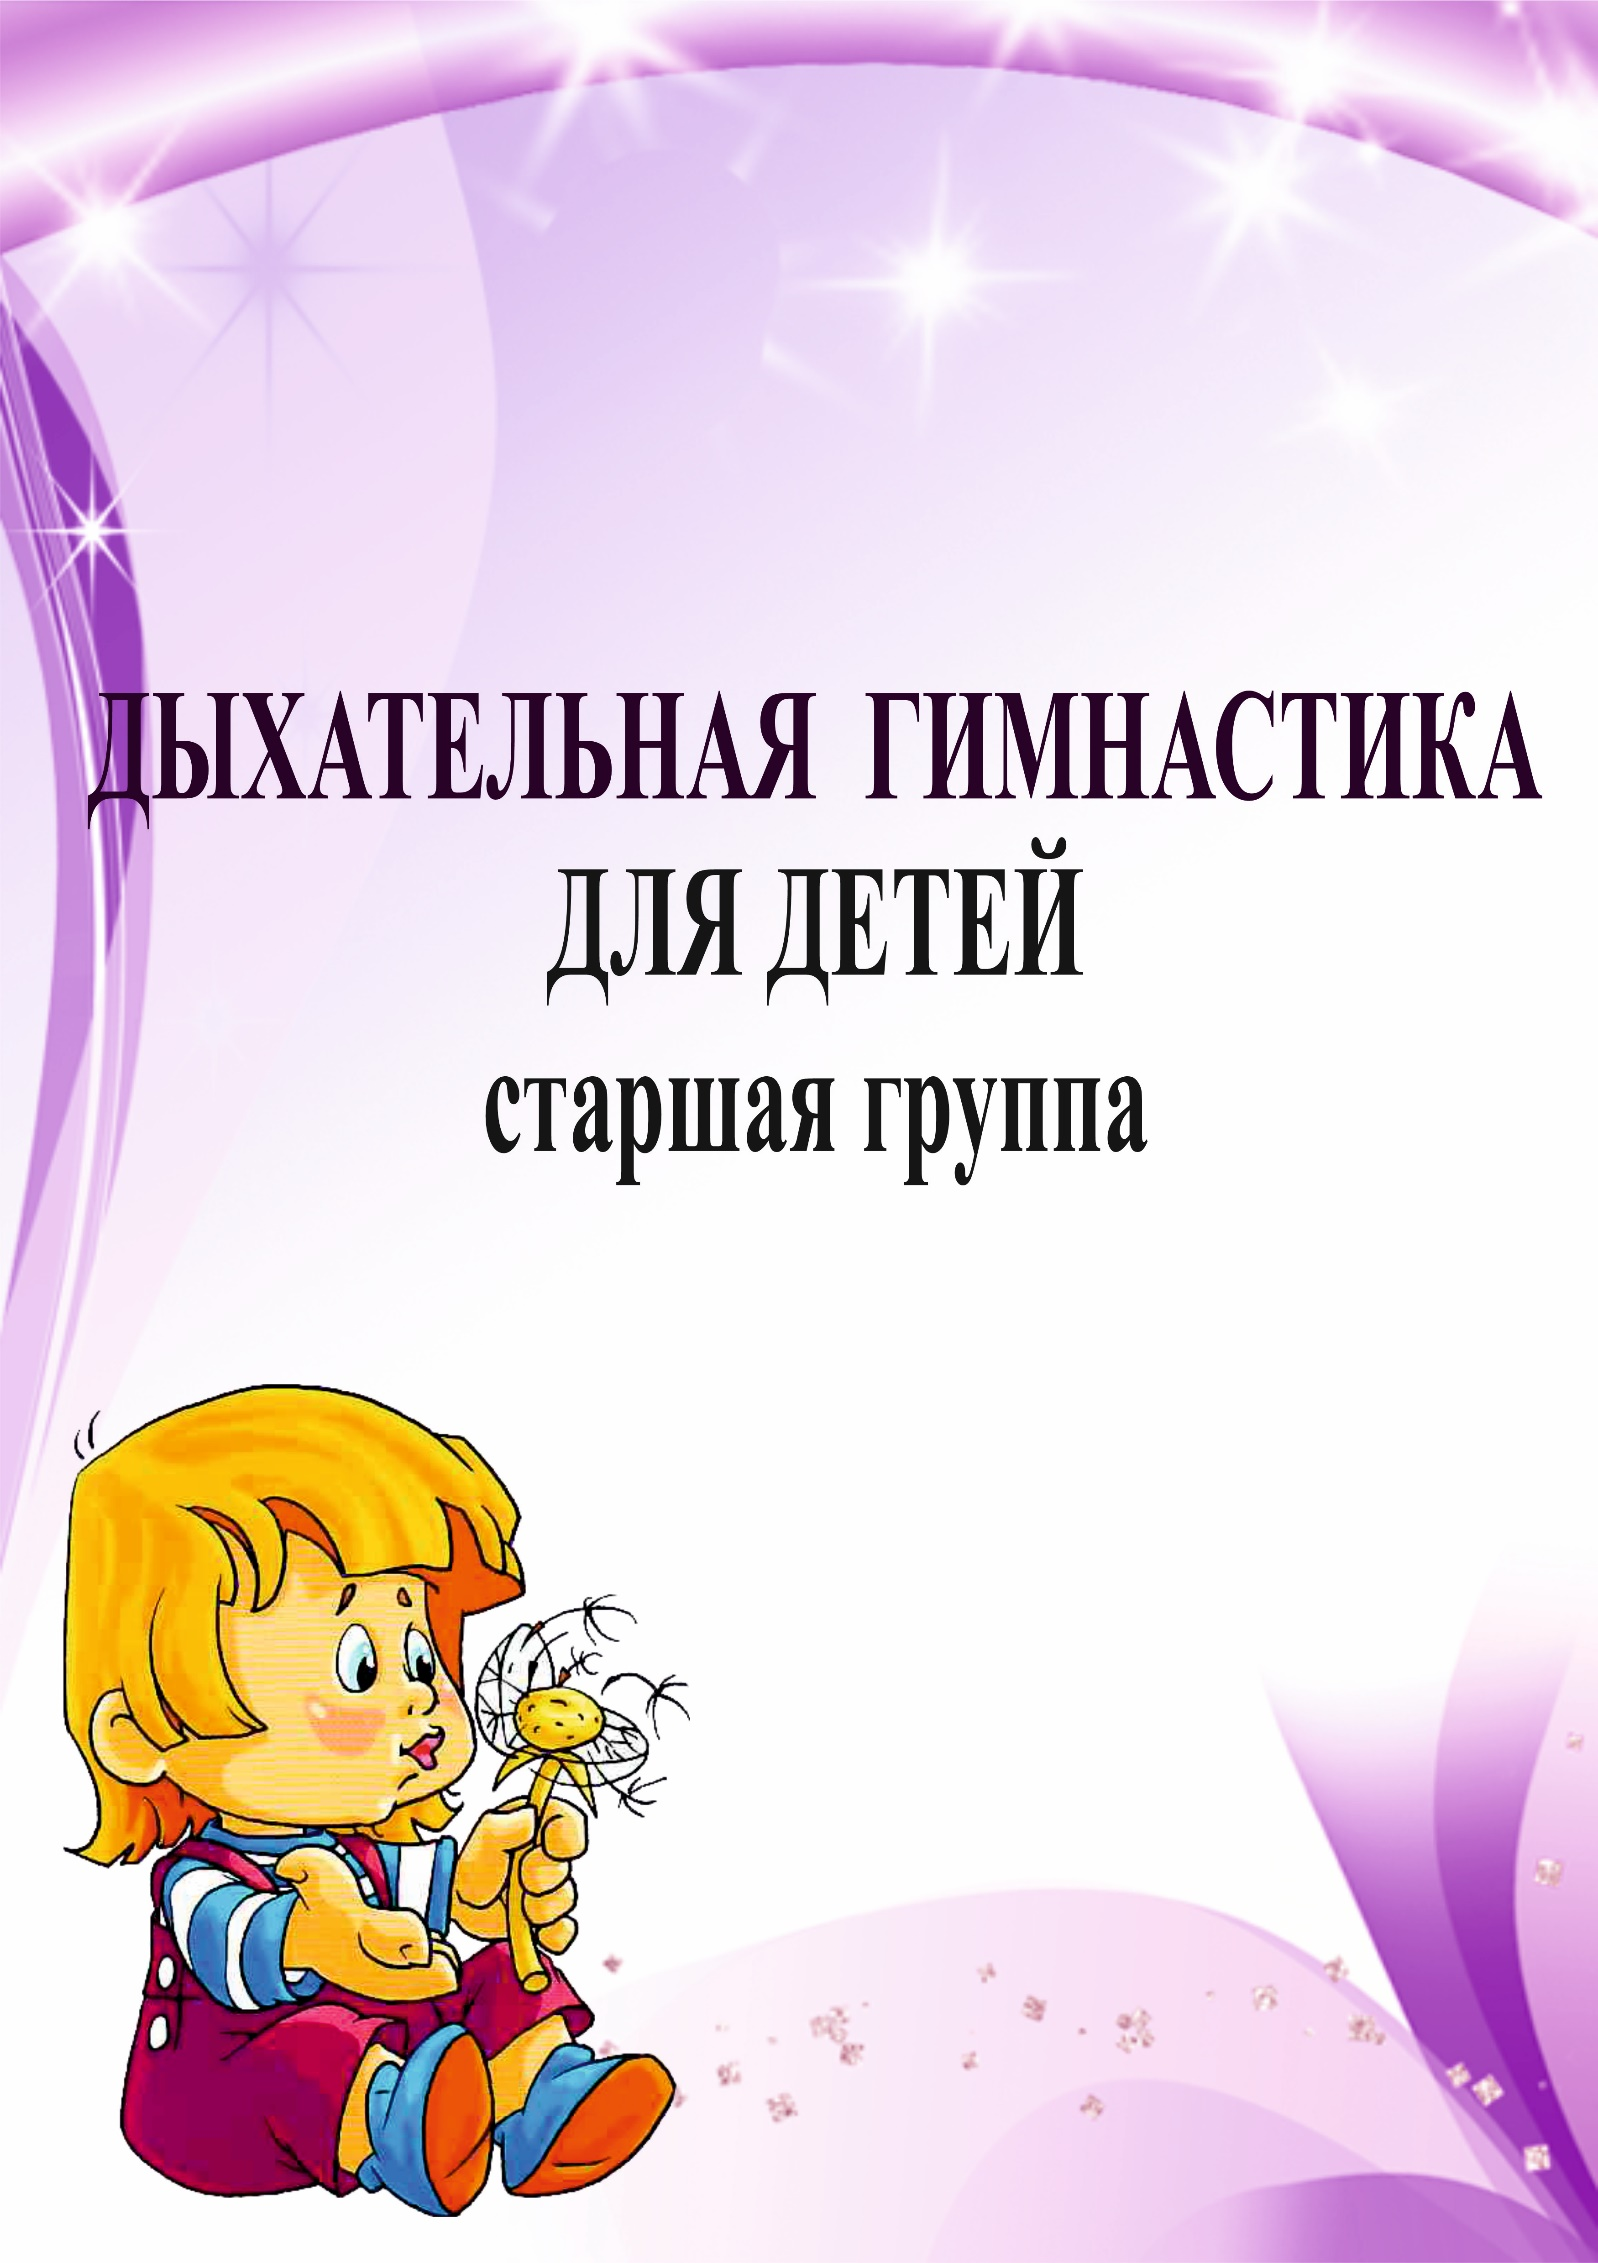 ДЫХАТЕЛЬНАЯ ГИМНАСТИКА
ДЛЯ ДЕТЕЙ
старшая группа